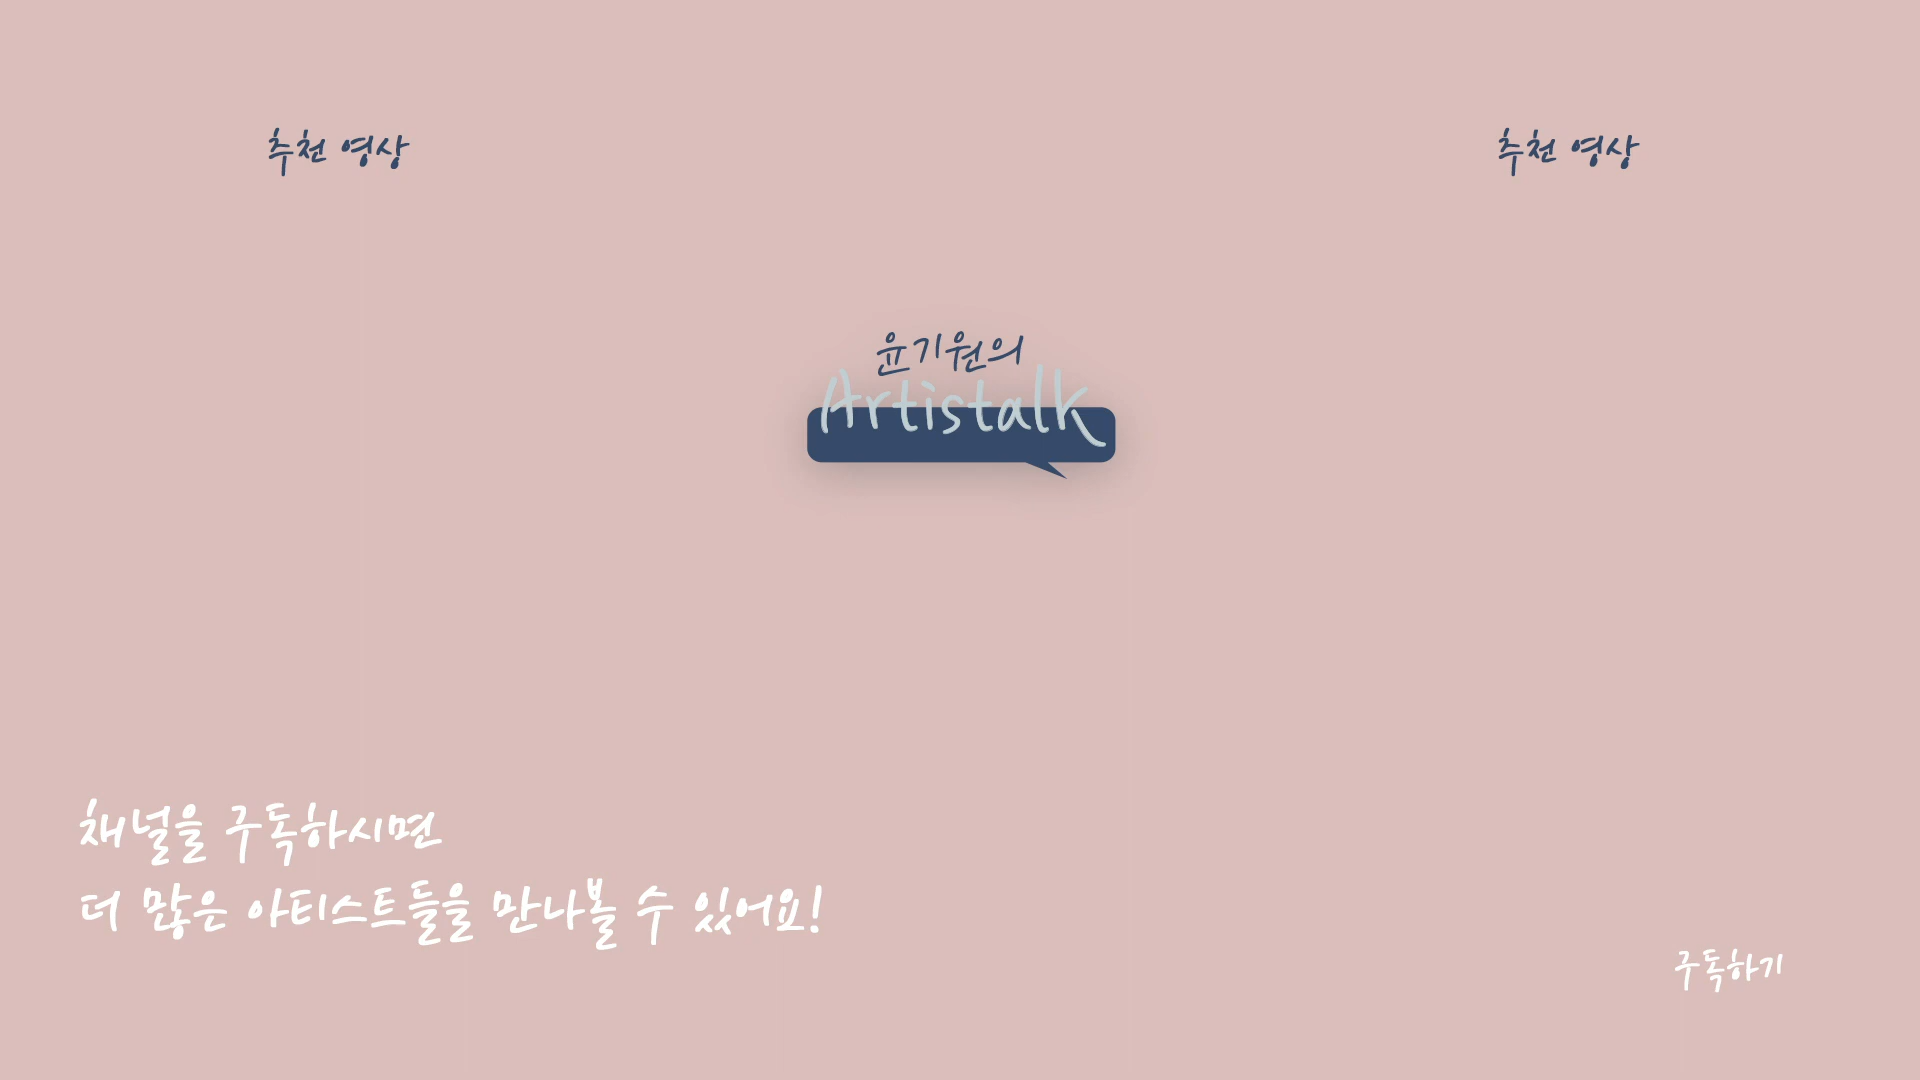 추천 영상
추천 영상
윤기원의
Artistalk
채널을 구독하시면
더 많은 아티스트들을 만나볼 수 있어요!
구독하기